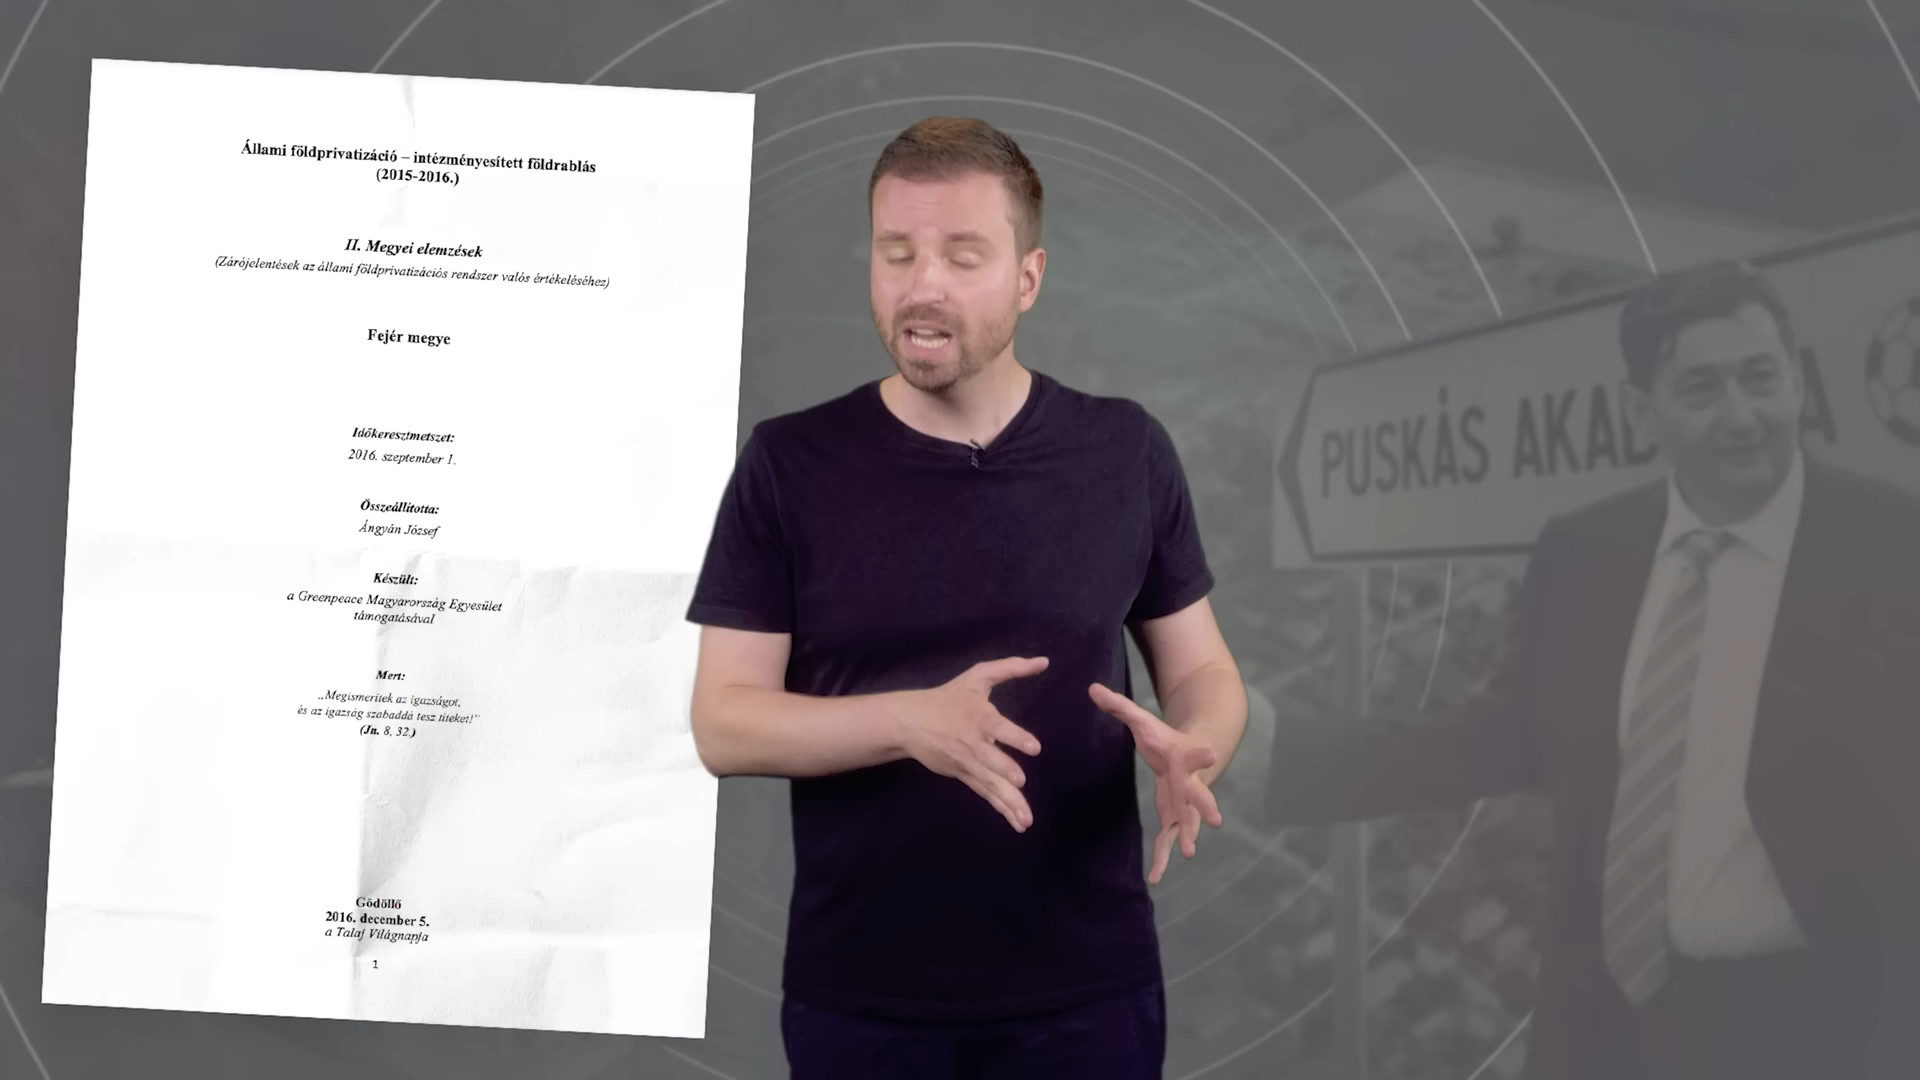 Állami földprivatizáció – intézményesített földrablás
(2015-2016.)
II. Megyei elemzések
(Zárójelentések az állami földprivatizációs rendszer valós értékeléséhez)
Fejér megye
Időkeresztmetszet:
2016. szeptember 1.
Összeállította:
Ángyán József
Készült:
a Greenpeace Magyarország Egyesület
támogatásával
Mert:
„Megismeritek az igazságot,
és az igazság szabaddá tesz titeket!”
(Jn. 8, 32.)
Gödöllő
2016. december 5.
a Talaj Világnapja
1
PUSKÁS AKAD A